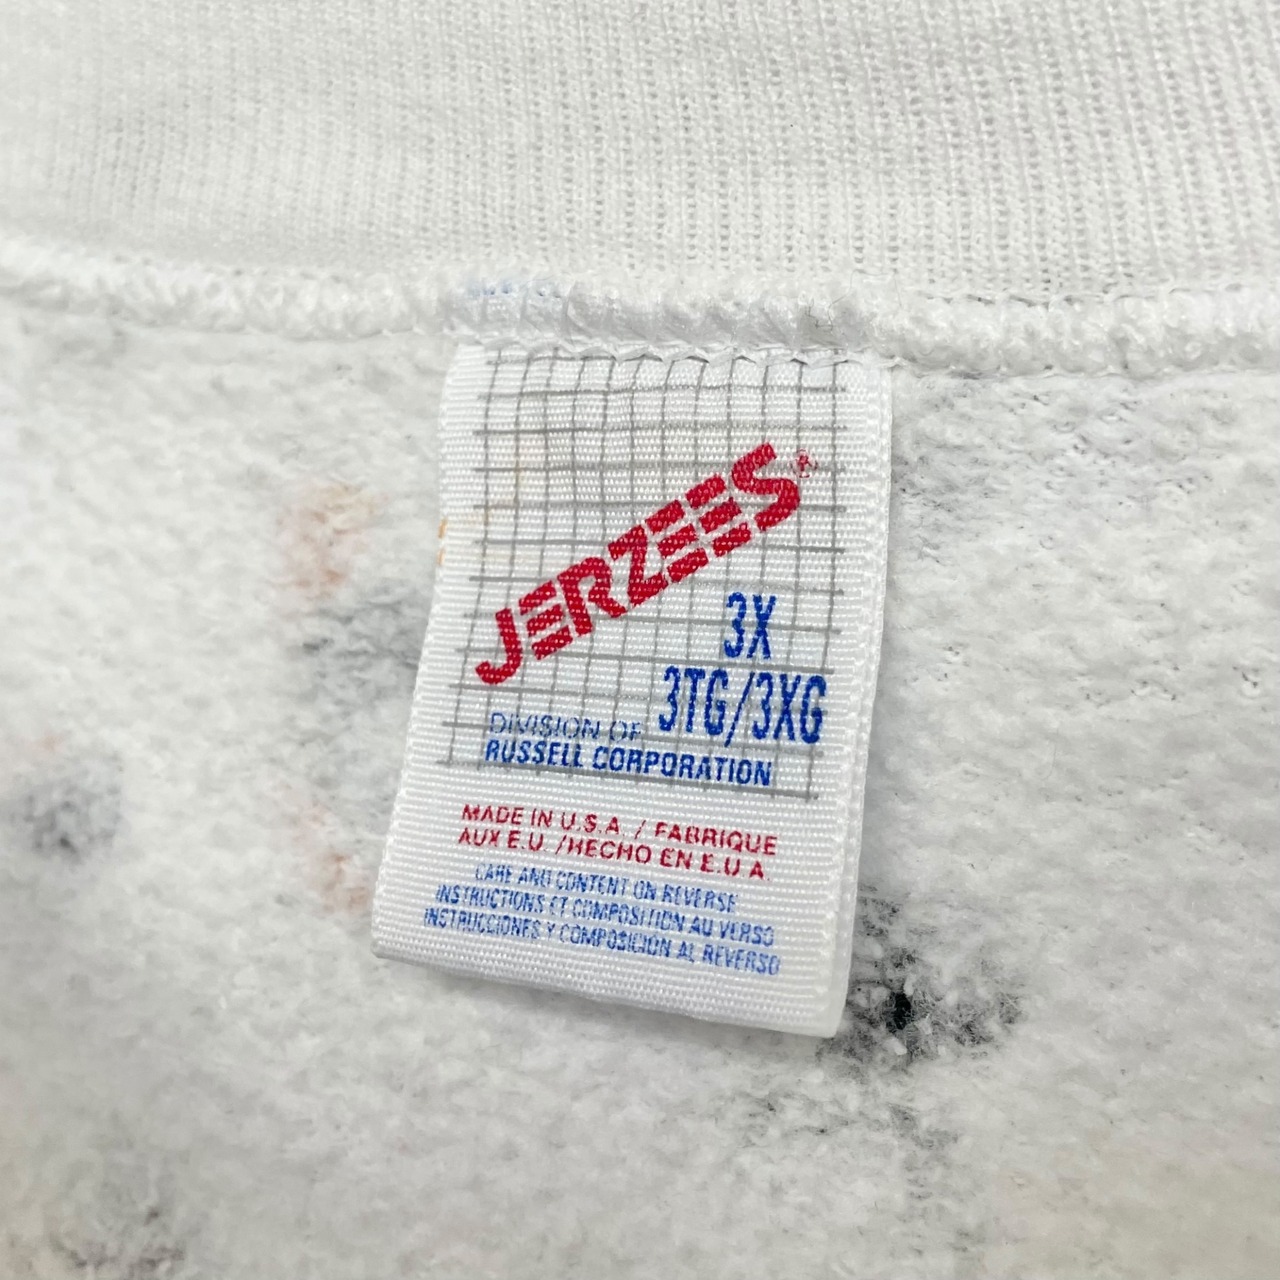 JERZEES®
3X
3TG/3XG
DIVISION OF
RUSSELL CORPORATION
MADE IN U.S.A. / FABRIQUE
AUX E.U. /HECHO EN E.U.A.
CARE AND CONTENT ON REVERSE
INSTRUCTIONS ET COMPOSITION AU VERSO
INSTRUCCIONES Y COMPOSICIÓN AL REVERSO